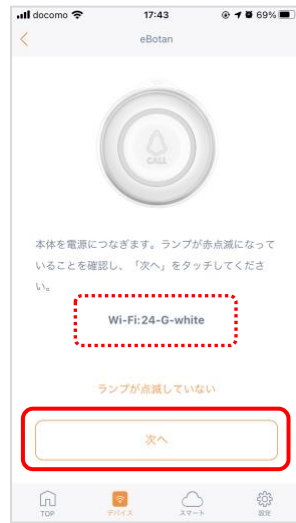 docomo 17:43 69%
eBotan
CALL
本体を電源につなぎます。ランプが赤点滅になって
いることを確認し、「次へ」をタッチしてくださ
い。
Wi-Fi:24-G-white
ランプが点滅していない
次へ
TOP デバイス スマート 設定